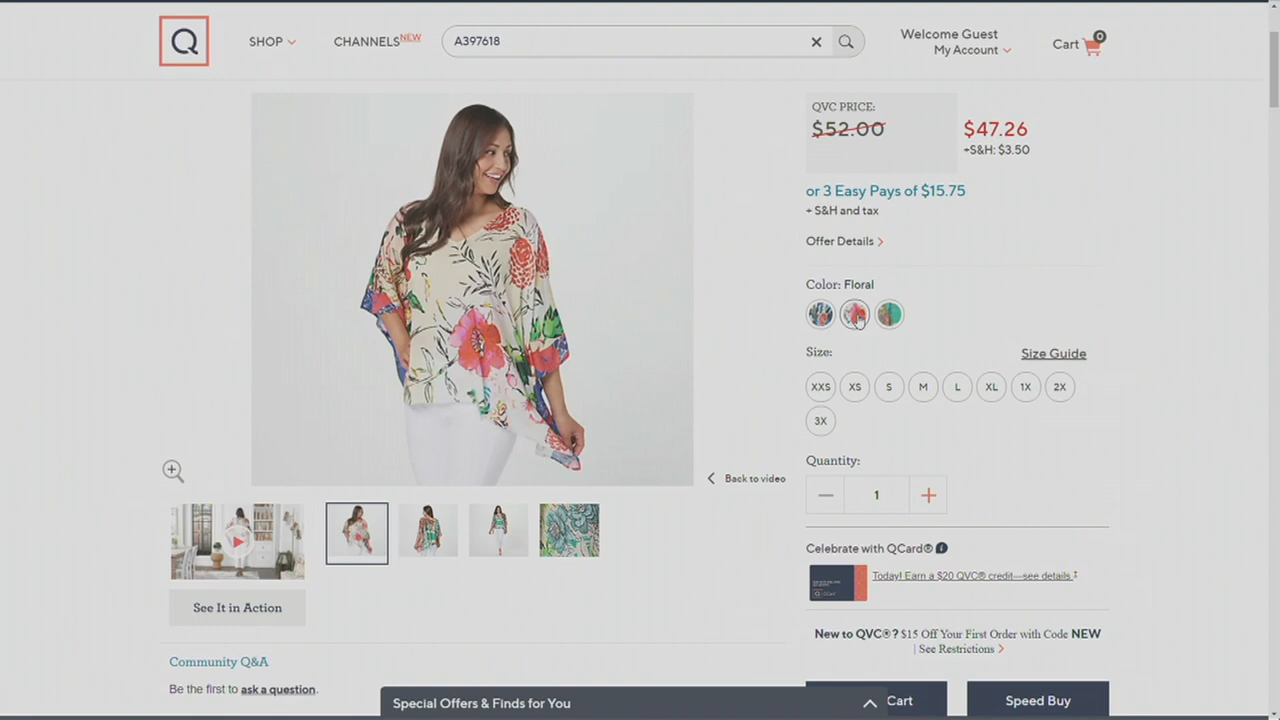 Q
SHOP
CHANNELS NEW
A397618
Welcome Guest
My Account
Cart 0
QVC PRICE:
$52.00
$47.26
+S&H: $3.50
or 3 Easy Pays of $15.75
+ S&H and tax
Offer Details
Color: Floral
Size:
Size Guide
XXS XS S M L XL 1X 2X
3X
Quantity:
Back to video
1
See It in Action
Celebrate with QCard®
Today! Earn a $20 QVC® credit—see details.‡
New to QVC®? $15 Off Your First Order with Code NEW
| See Restrictions
Community Q&A
Be the first to ask a question.
Special Offers & Finds for You
Cart
Speed Buy